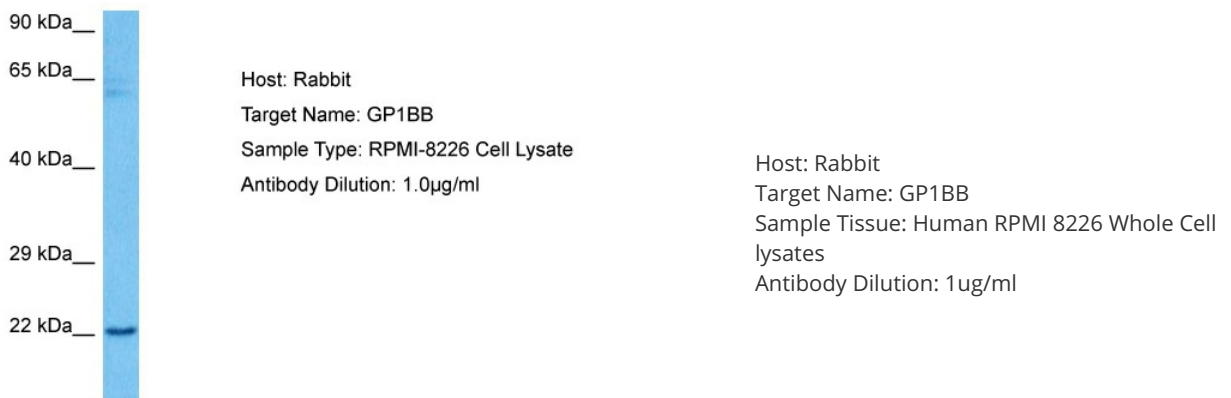 90 kDa__
65 kDa__
40 kDa__
29 kDa__
22 kDa__
Host: Rabbit
Target Name: GP1BB
Sample Type: RPMI-8226 Cell Lysate
Antibody Dilution: 1.0µg/ml
Host: Rabbit
Target Name: GP1BB
Sample Tissue: Human RPMI 8226 Whole Cell
lysates
Antibody Dilution: 1ug/ml